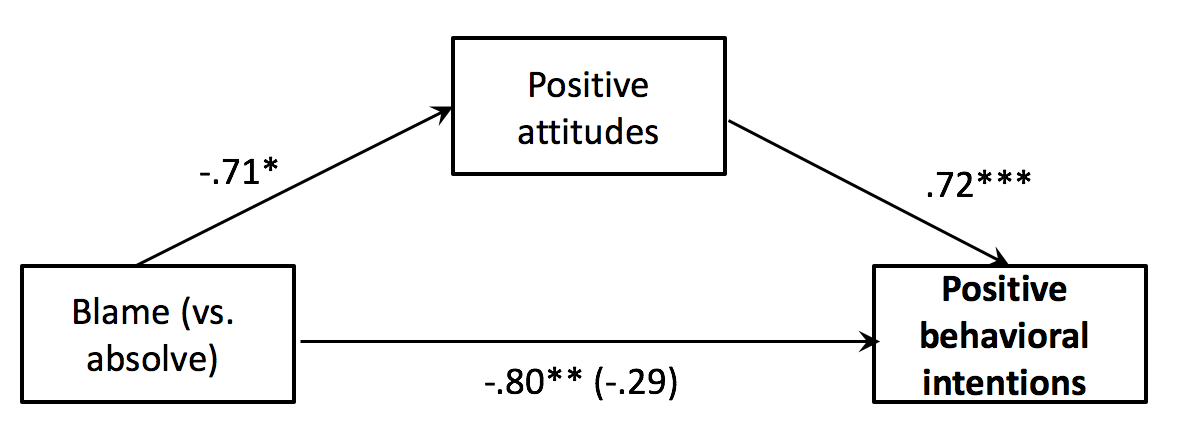 Positive
attitudes
-.71*
.72***
Blame (vs.
absolve)
Positive
behavioral
intentions
-.80** (-.29)